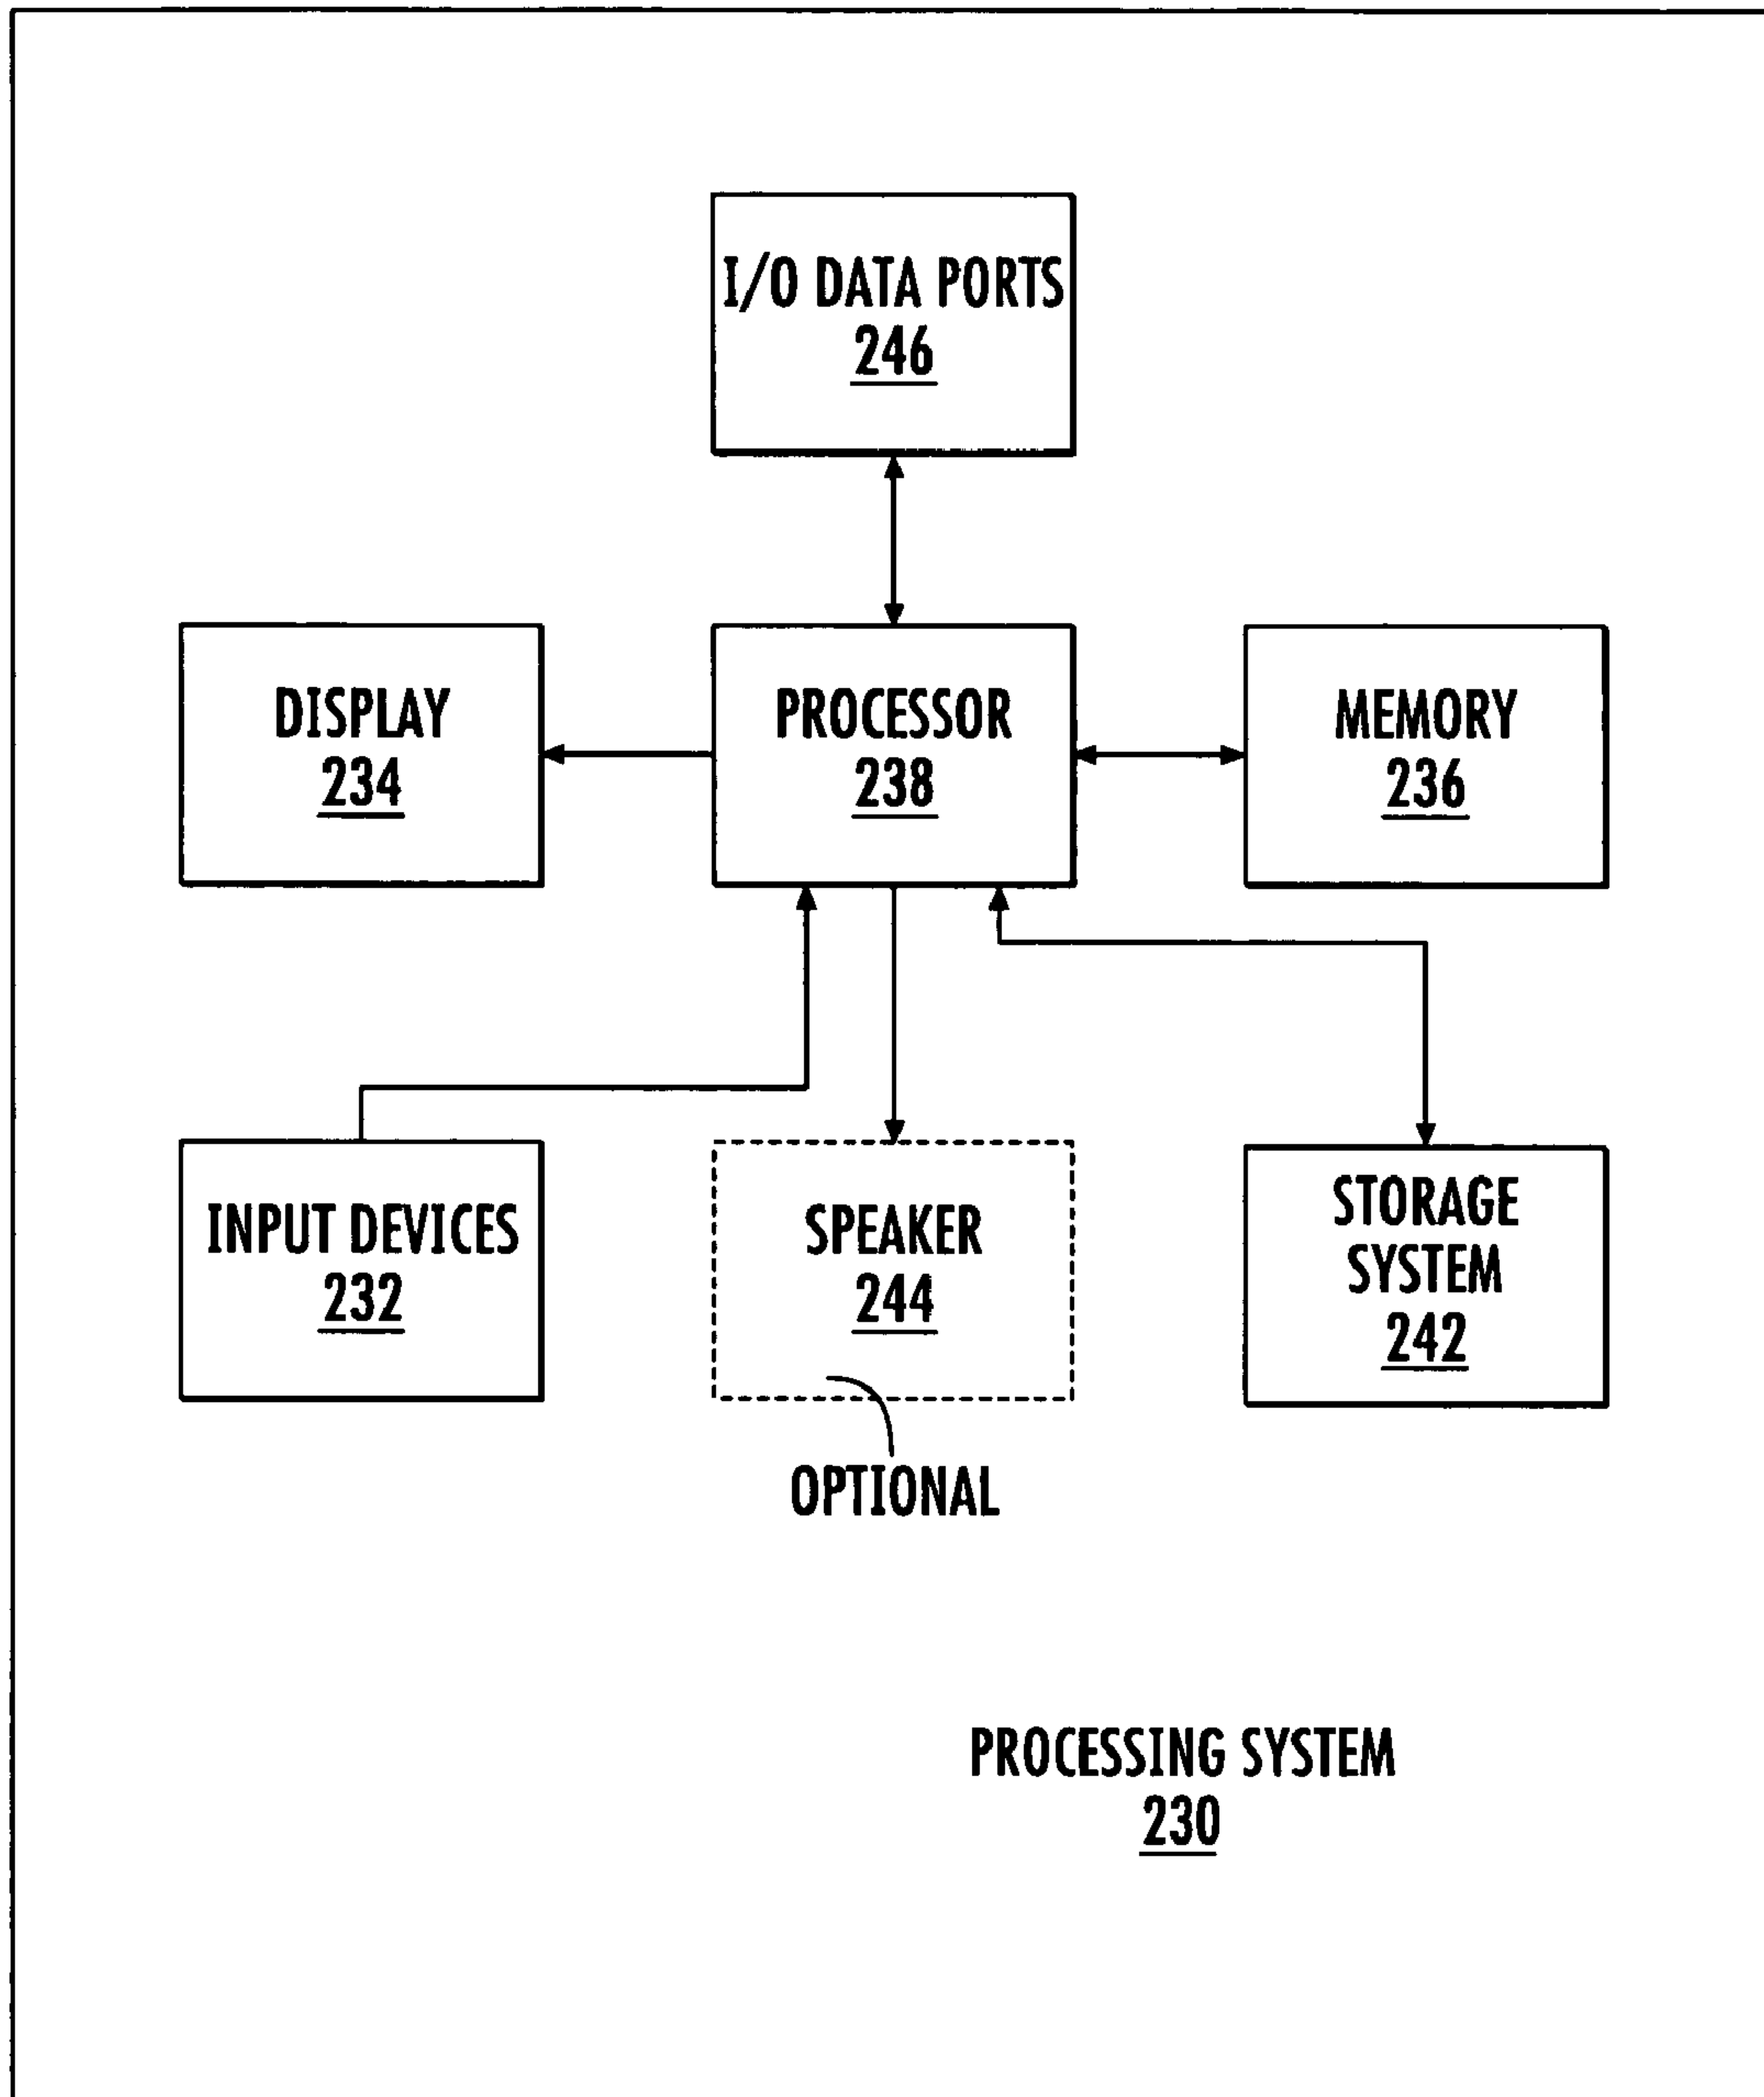 I/O DATA PORTS
246
DISPLAY
234
PROCESSOR
238
MEMORY
236
INPUT DEVICES
232
SPEAKER
244
STORAGE
SYSTEM
242
OPTIONAL
PROCESSING SYSTEM
230